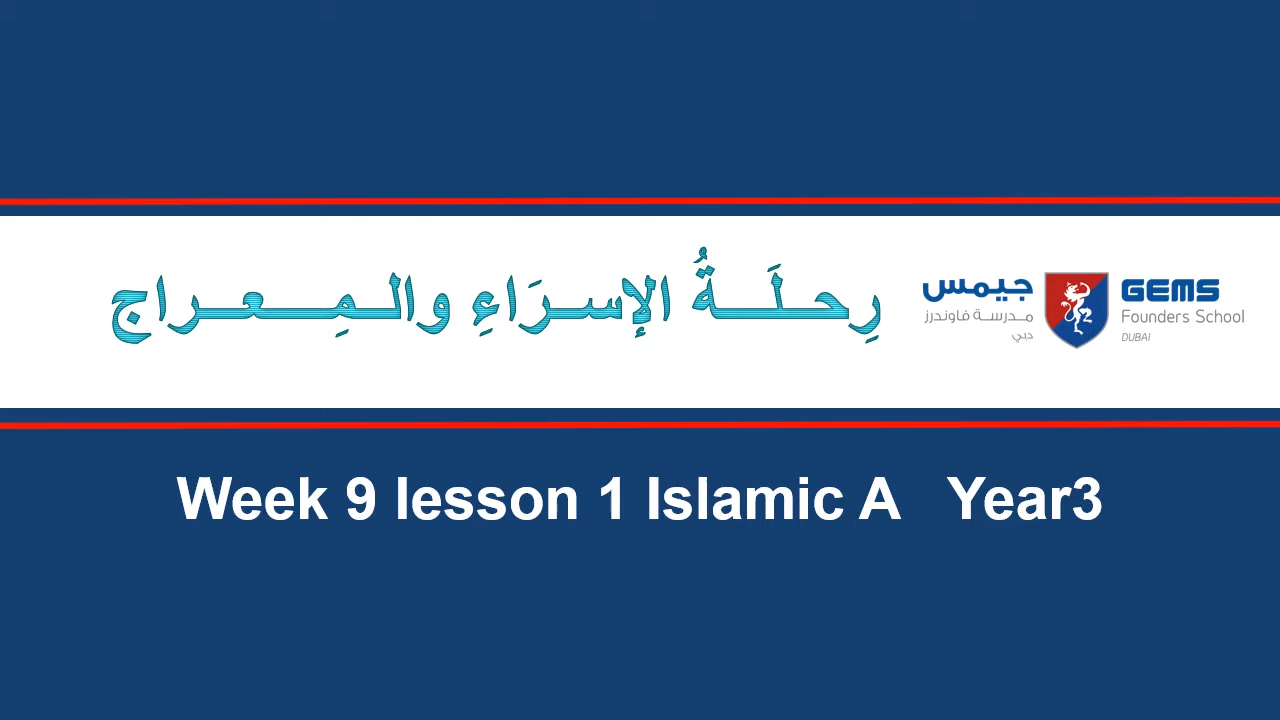 رِحلَةُ الإسرَاءِ والمِعراج
جيمس
مدرسة فاوندرز
دبي
GEMS
Founders School
DUBAI
Week 9 lesson 1 Islamic A Year3